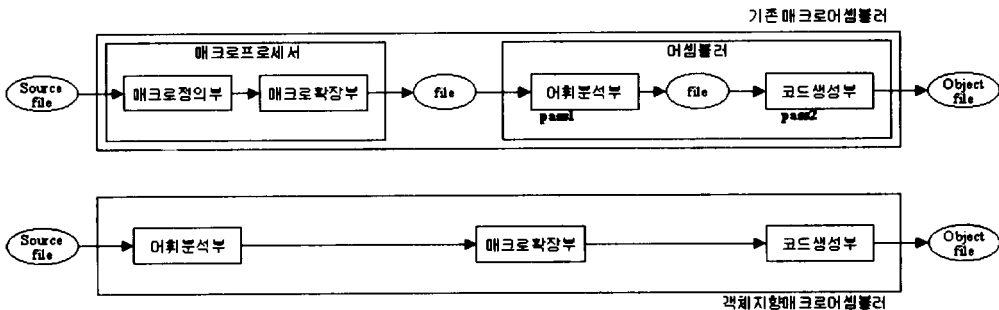 기존매크로어셈블러
매크로프로세서
어셈블러
Source
file
매크로정의부
매크로확장부
file
어휘분석부
pass1
file
코드생성부
pass2
Object
file
Source
file
어휘분석부
매크로확장부
코드생성부
Object
file
객체지향매크로어셈블러